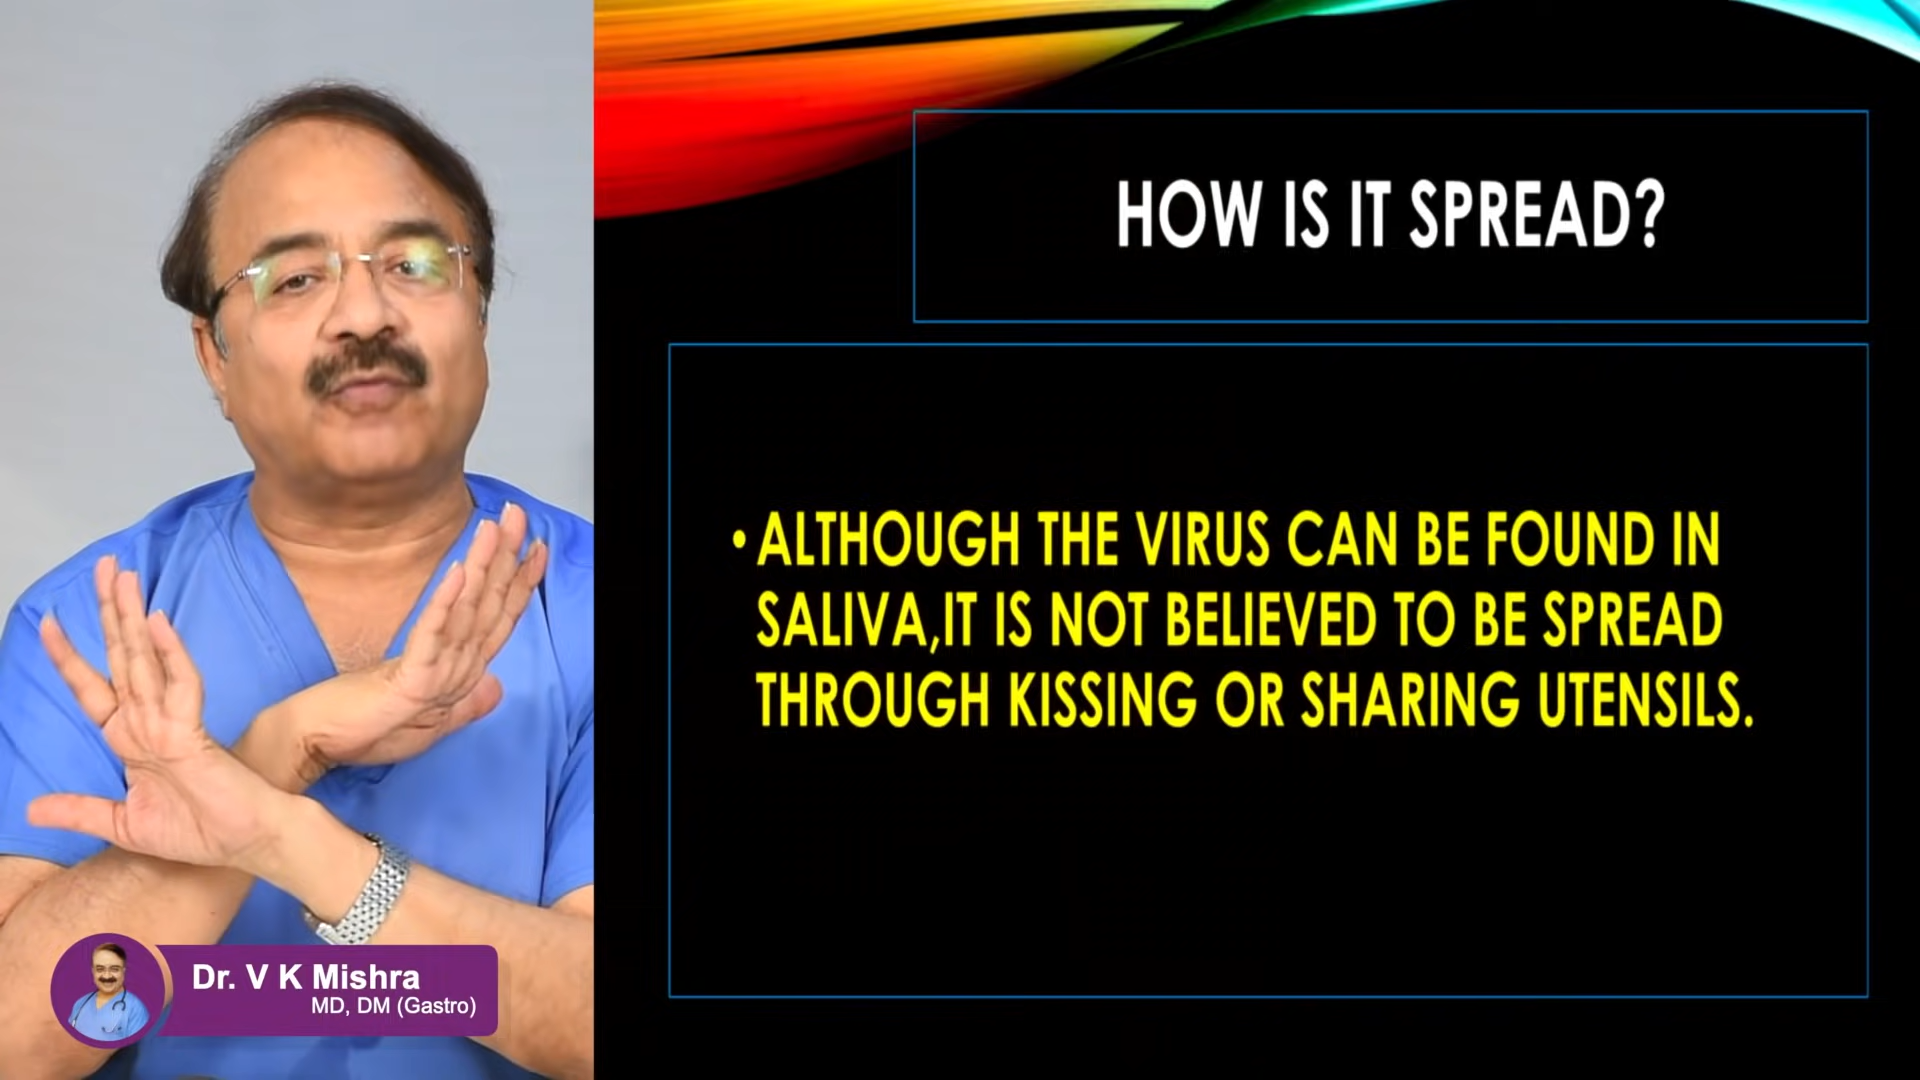 HOW IS IT SPREAD?
• ALTHOUGH THE VIRUS CAN BE FOUND IN
SALIVA,IT IS NOT BELIEVED TO BE SPREAD
THROUGH KISSING OR SHARING UTENSILS.
Dr. V K Mishra
MD, DM (Gastro)